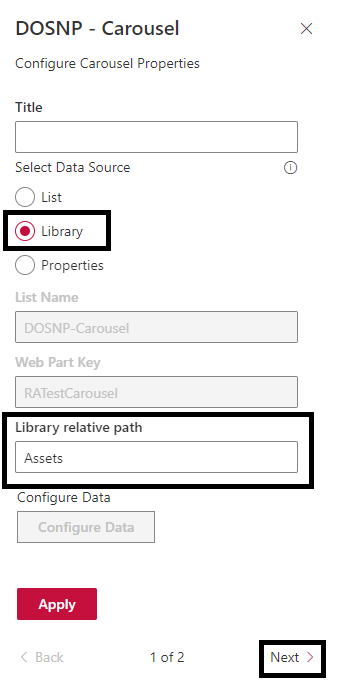 DOSNP - Carousel
Configure Carousel Properties
Title
Select Data Source
List
Library
Properties
List Name
DOSNP-Carousel
Web Part Key
RATestCarousel
Library relative path
Assets
Configure Data
Configure Data
Apply
Back 1 of 2 Next